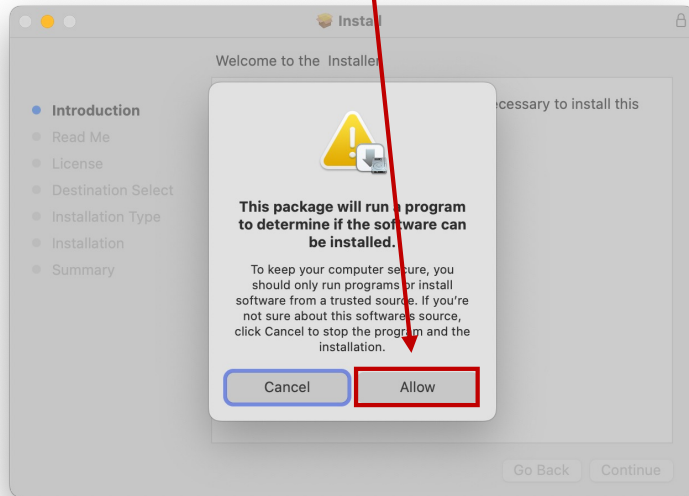 Install
Welcome to the Installer
Introduction
Read Me
License
Destination Select
Installation Type
Installation
Summary
necessary to install this
This package will run a program
to determine if the software can
be installed.
To keep your computer secure, you
should only run programs or install
software from a trusted source. If you're
not sure about this software's source,
click Cancel to stop the program and the
installation.
Cancel
Allow
Go Back
Continue